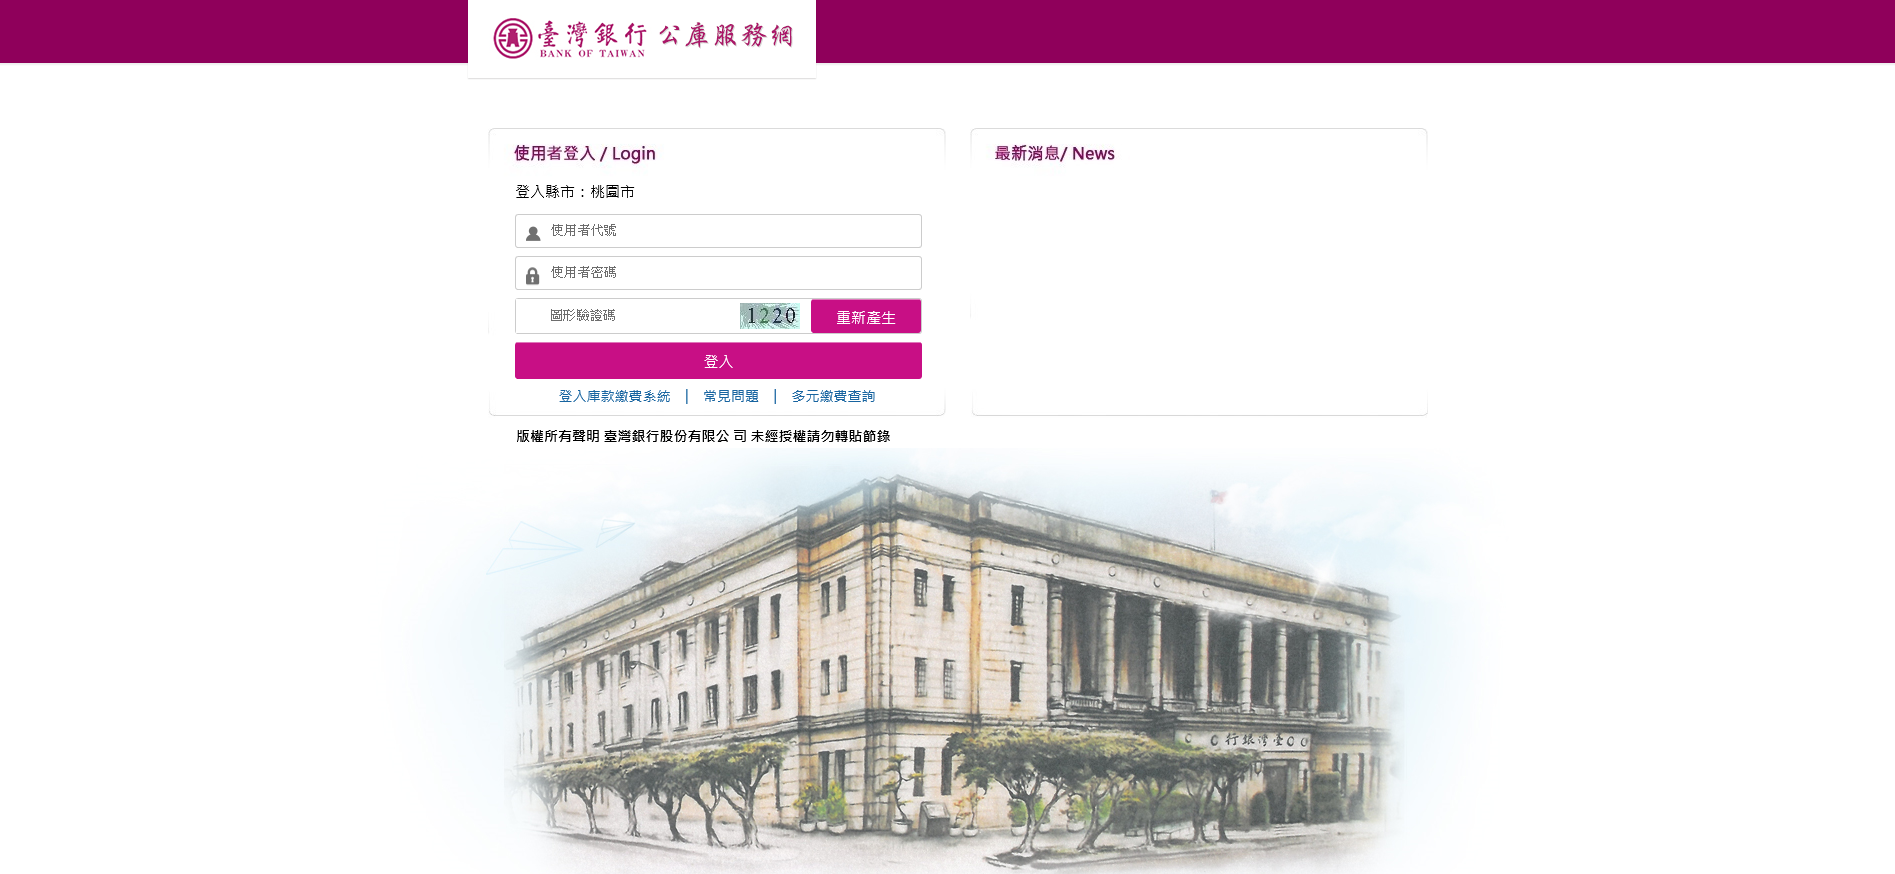 臺灣銀行 公庫服務網
BANK OF TAIWAN
使用者登入 / Login
登入縣市：桃園市
使用者代號
使用者密碼
圖形驗證碼 1220 重新產生
登入
登入庫款繳費系統 | 常見問題 | 多元繳費查詢
最新消息/ News
版權所有聲明 臺灣銀行股份有限公 司 未經授權請勿轉貼節錄
行銀灣臺